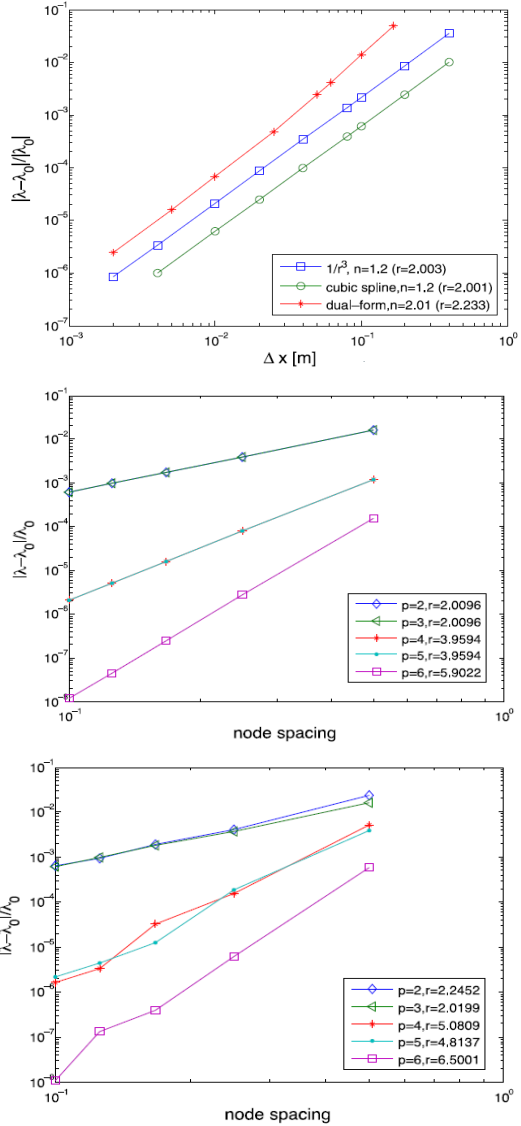 10⁻¹
10⁻²
10⁻³
10⁻⁴
10⁻⁵
10⁻⁶
10⁻⁷
|λ−λ₀|/|λ₀|
1/r³, n=1.2 (r=2.003)
cubic spline,n=1.2 (r=2.001)
dual−form,n=2.01 (r=2.233)
10⁻³ 10⁻² 10⁻¹ 10⁰
Δ x [m]
10⁻¹
10⁻²
10⁻³
10⁻⁴
10⁻⁵
10⁻⁶
10⁻⁷
10⁻⁸
|λ−λ₀|/λ₀
p=2,r=2.0096
p=3,r=2.0096
p=4,r=3.9594
p=5,r=3.9594
p=6,r=5.9022
10⁻¹ 10⁰
node spacing
10⁻¹
10⁻²
10⁻³
10⁻⁴
10⁻⁵
10⁻⁶
10⁻⁷
10⁻⁸
|λ−λ₀|/λ₀
p=2,r=2.2452
p=3,r=2.0199
p=4,r=5.0809
p=5,r=4.8137
p=6,r=6.5001
10⁻¹ 10⁰
node spacing